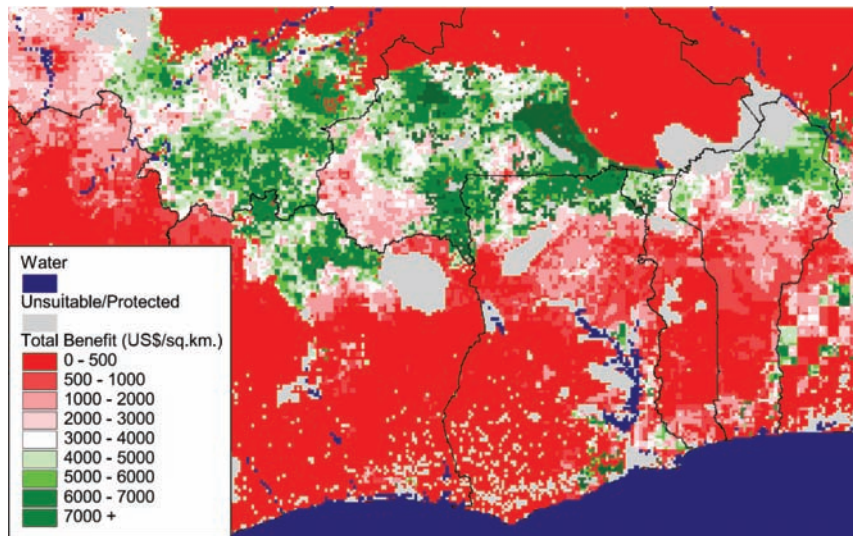 Water
Unsuitable/Protected
Total Benefit (US$/sq.km.)
0 - 500
500 - 1000
1000 - 2000
2000 - 3000
3000 - 4000
4000 - 5000
5000 - 6000
6000 - 7000
7000 +